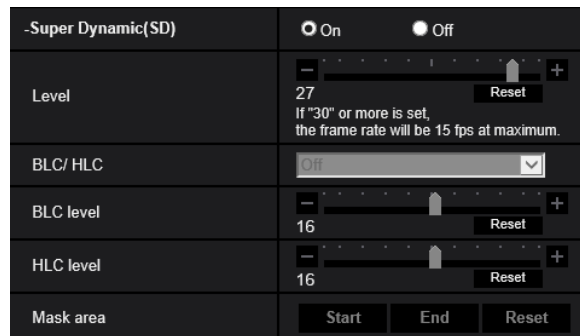 -Super Dynamic(SD)
On Off
Level
27 Reset
If "30" or more is set,
the frame rate will be 15 fps at maximum.
BLC/ HLC
Off
BLC level
16 Reset
HLC level
16 Reset
Mask area
Start End Reset